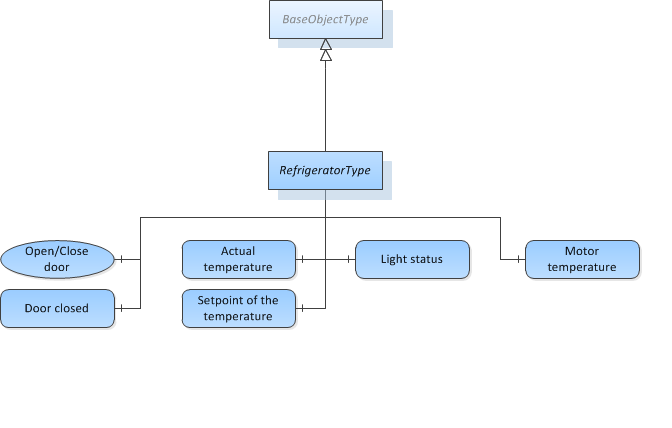 BaseObjectType
RefrigeratorType
Open/Close
door
Actual
temperature
Light status
Motor
temperature
Door closed
Setpoint of the
temperature